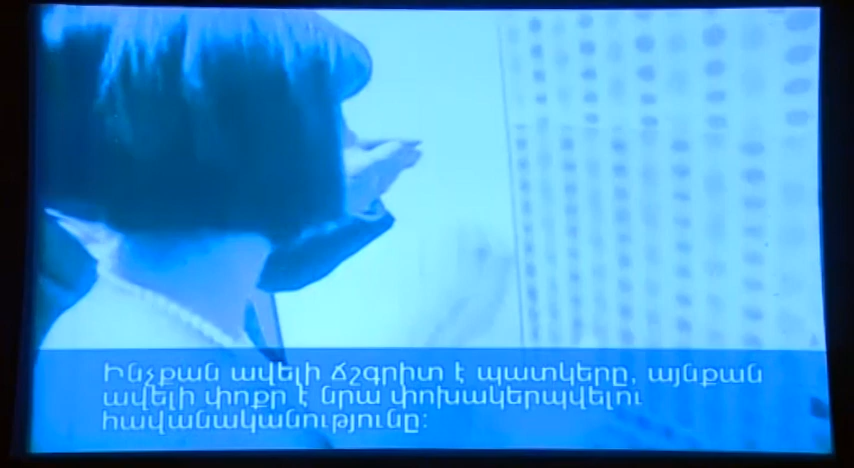 Ինչքան ավելի ճշգրիտ է պատկերը, այնքան
ավելի փոքր է նրա փոխակերպվելու
հավանականությունը: